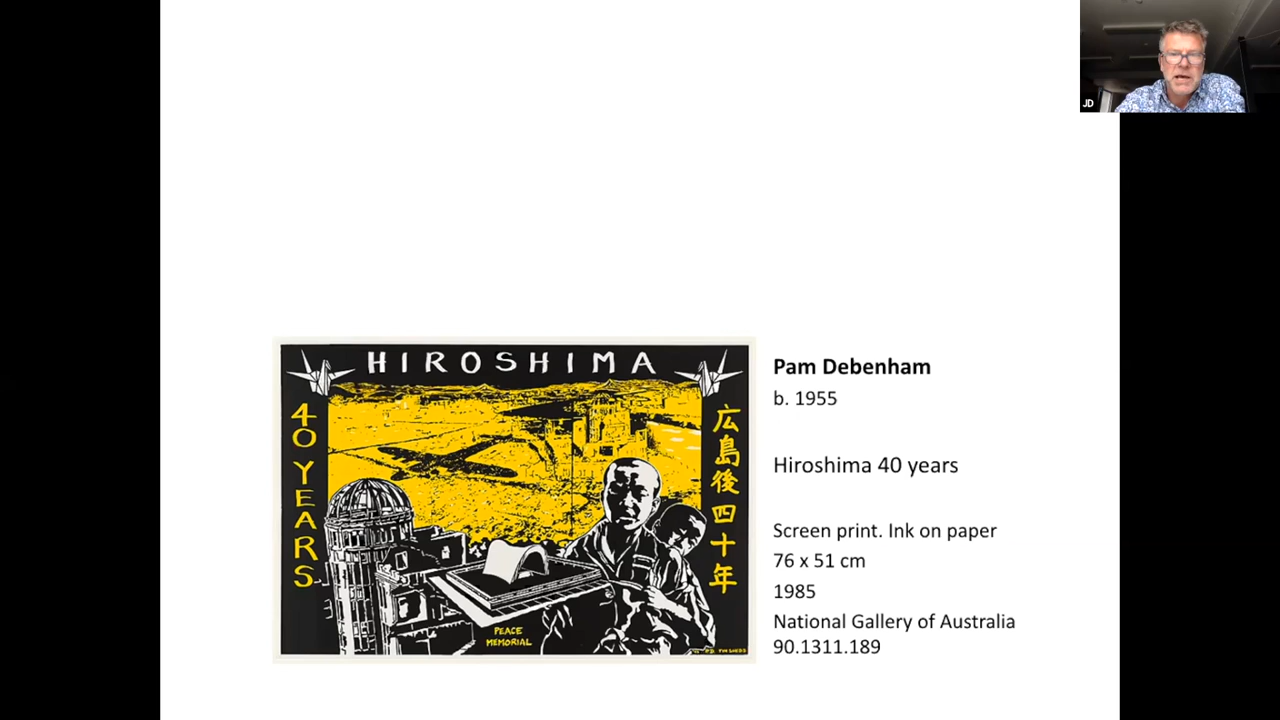 JD
HIROSHIMA
40 YEARS
広島後四十年
PEACE
MEMORIAL
Pam Debenham
b. 1955
Hiroshima 40 years
Screen print. Ink on paper
76 x 51 cm
1985
National Gallery of Australia
90.1311.189